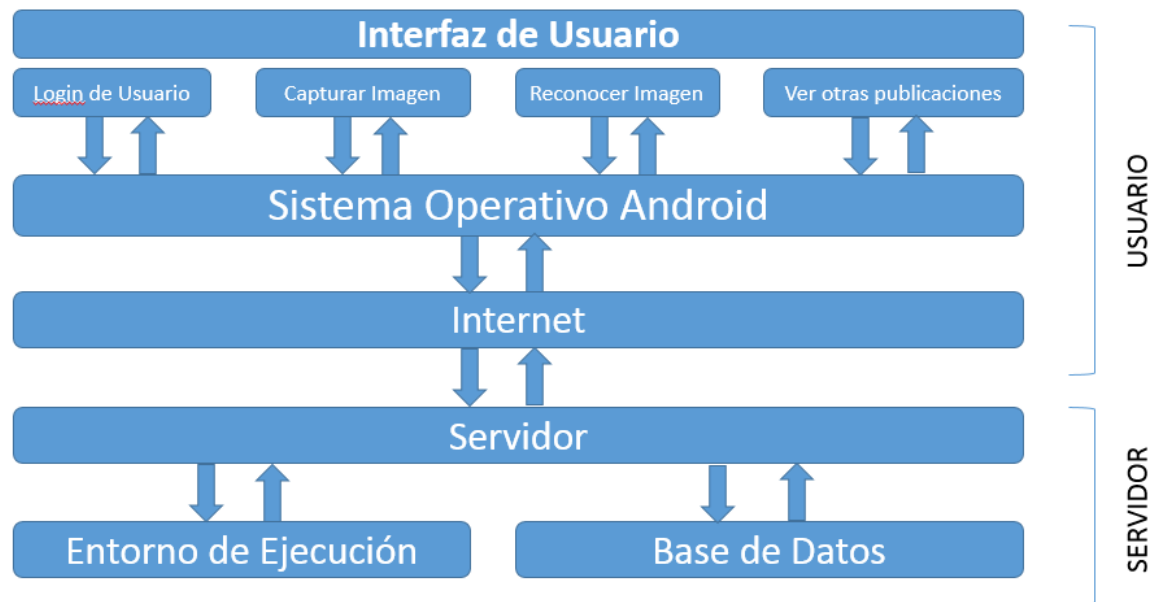 Interfaz de Usuario
Login de Usuario
Capturar Imagen
Reconocer Imagen
Ver otras publicaciones
Sistema Operativo Android
Internet
USUARIO
Servidor
Entorno de Ejecución
Base de Datos
SERVIDOR